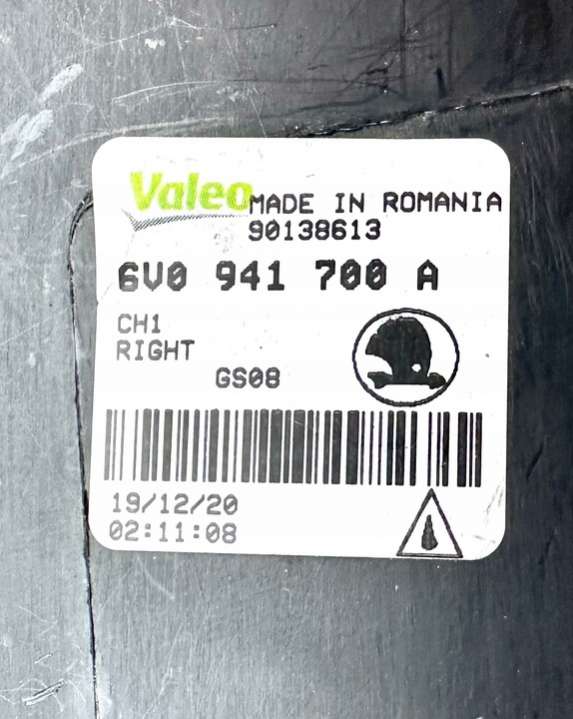 Valeo MADE IN ROMANIA
90138613
6V0 941 700 A
CH1
RIGHT
GS08
19/12/20
02:11:08